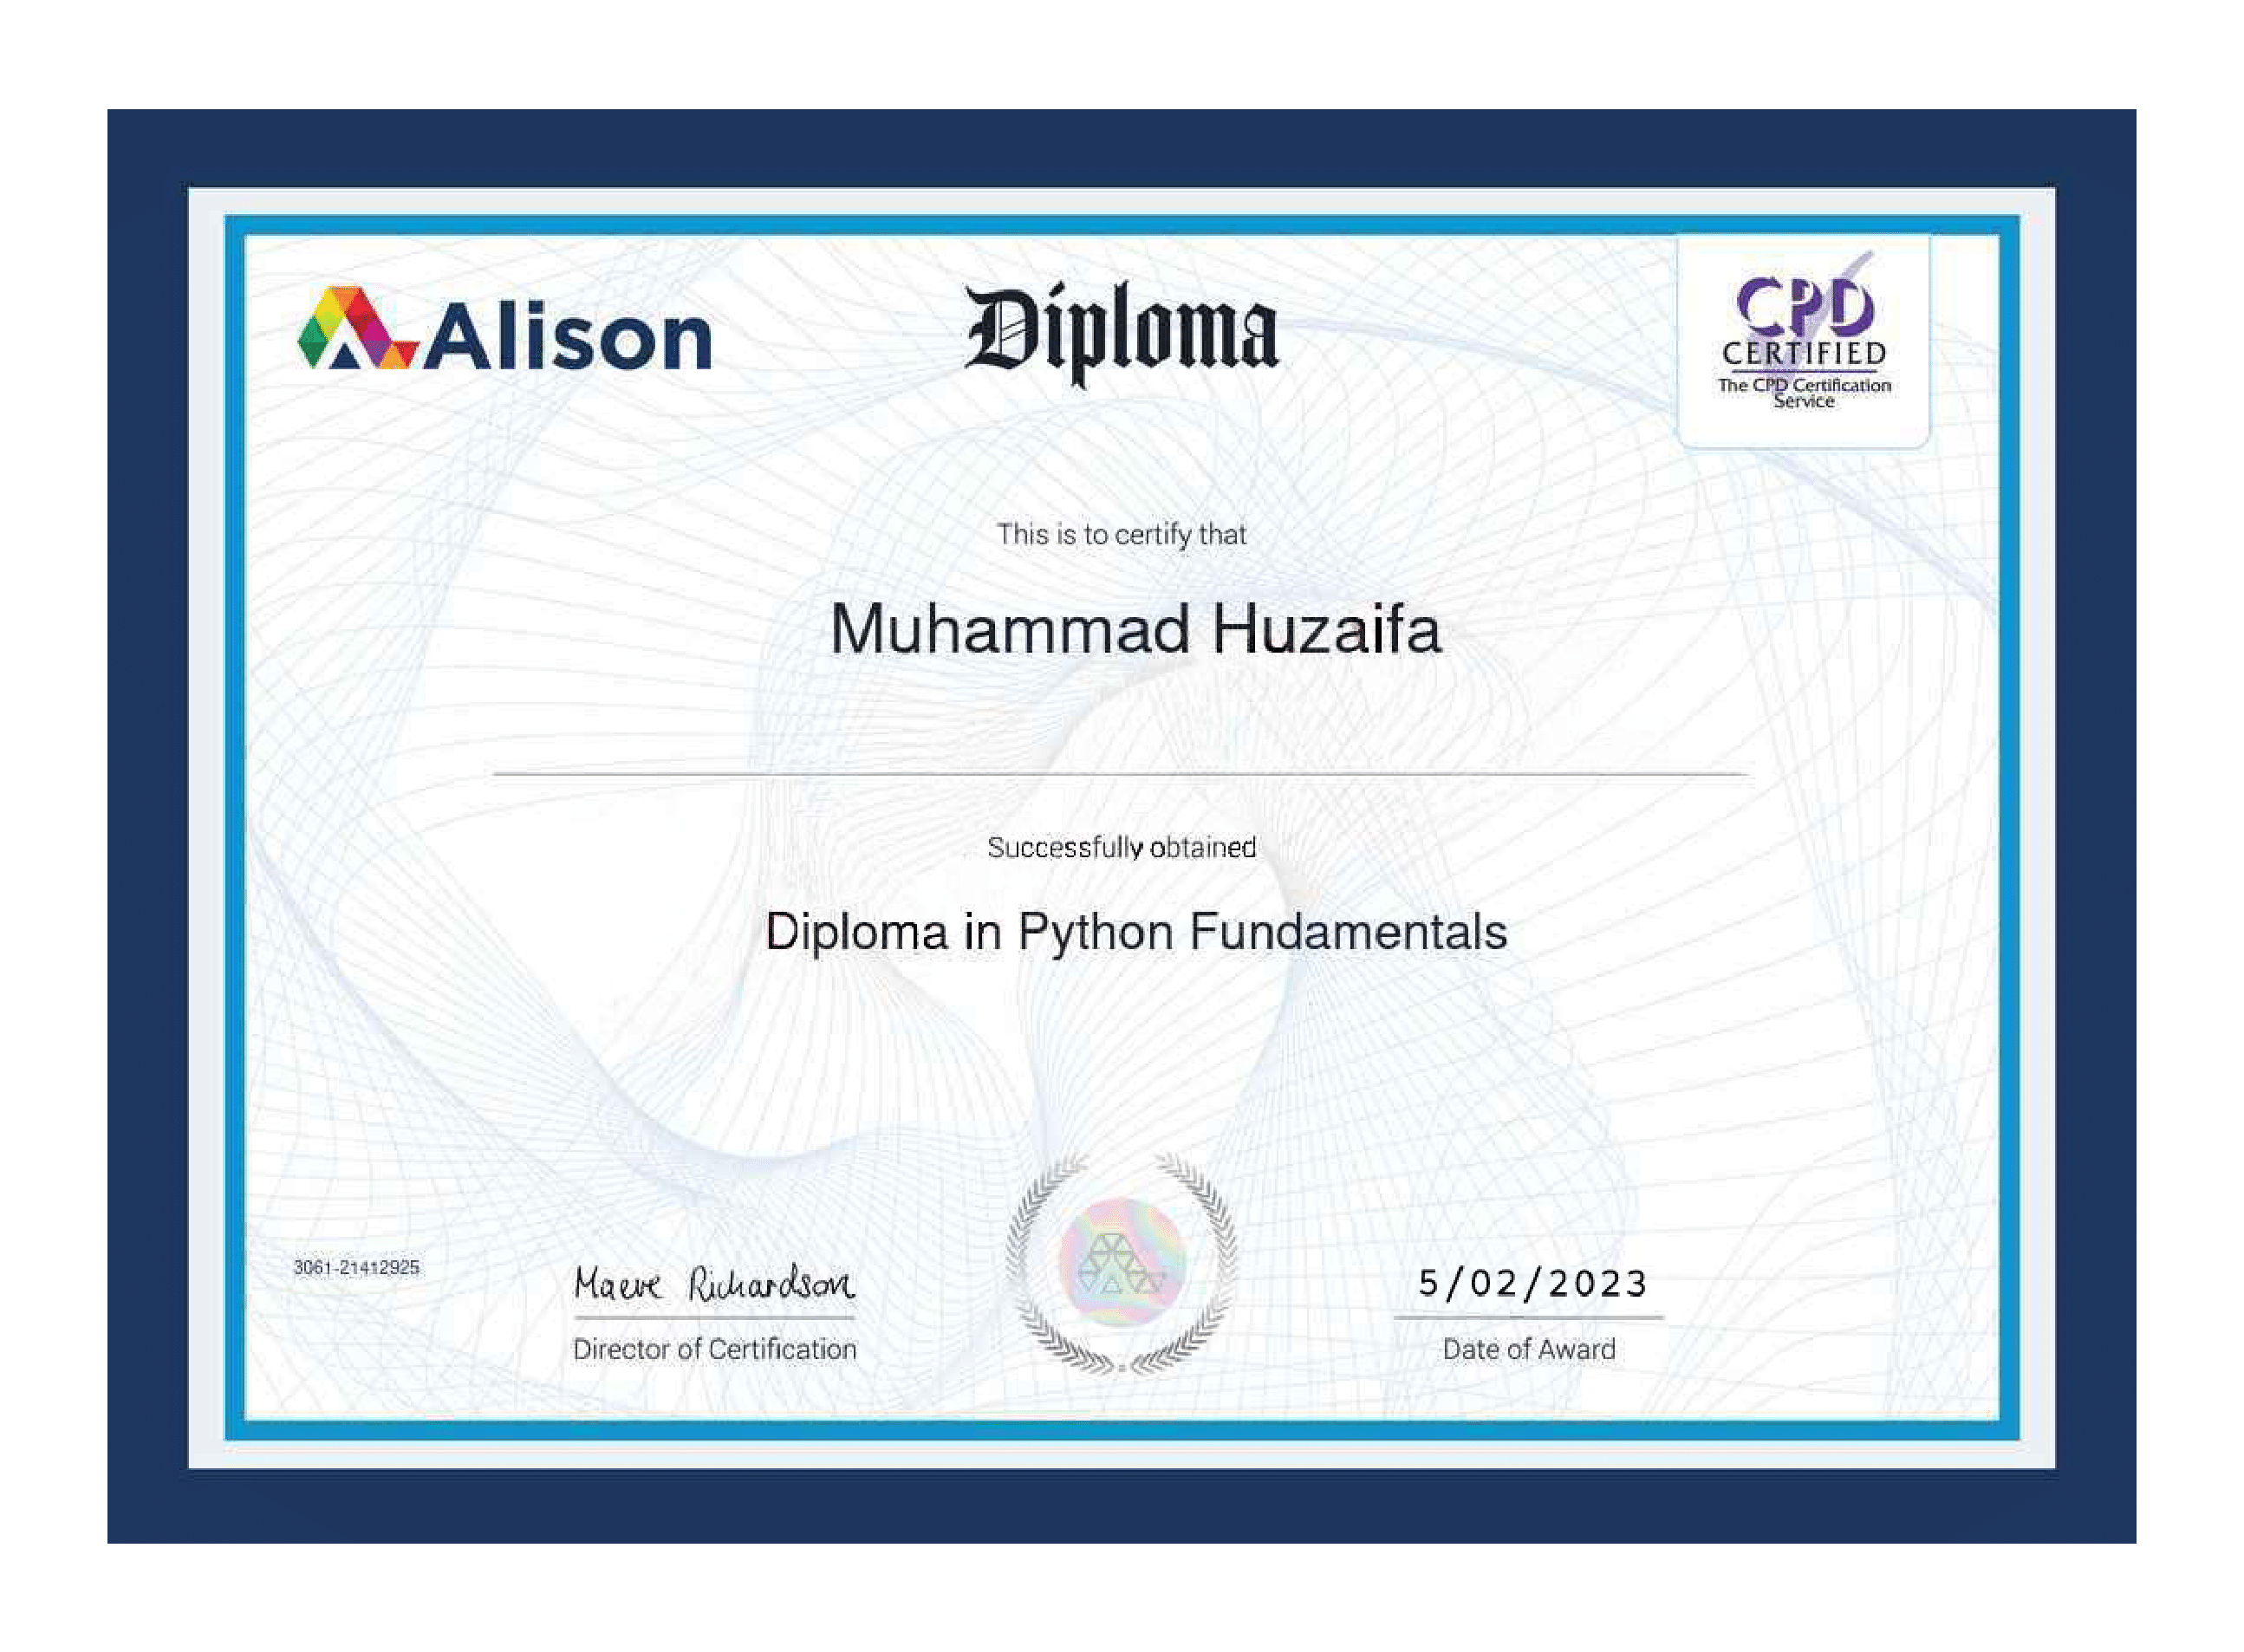 Alison
Diploma
CPD
CERTIFIED
The CPD Certification
Service
This is to certify that
Muhammad Huzaifa
Successfully obtained
Diploma in Python Fundamentals
3061-21412925
Maeve Richardson
5/02/2023
Director of Certification
Date of Award